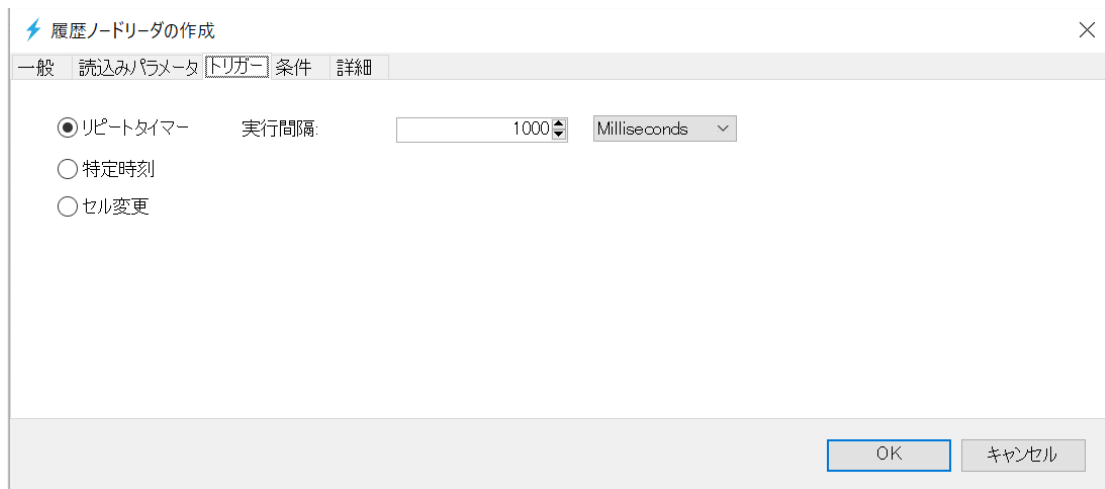 履歴ノードリーダの作成
一般 読込みパラメータ トリガー 条件 詳細
リピートタイマー 実行間隔: 1000 Milliseconds
特定時刻
セル変更
OK キャンセル